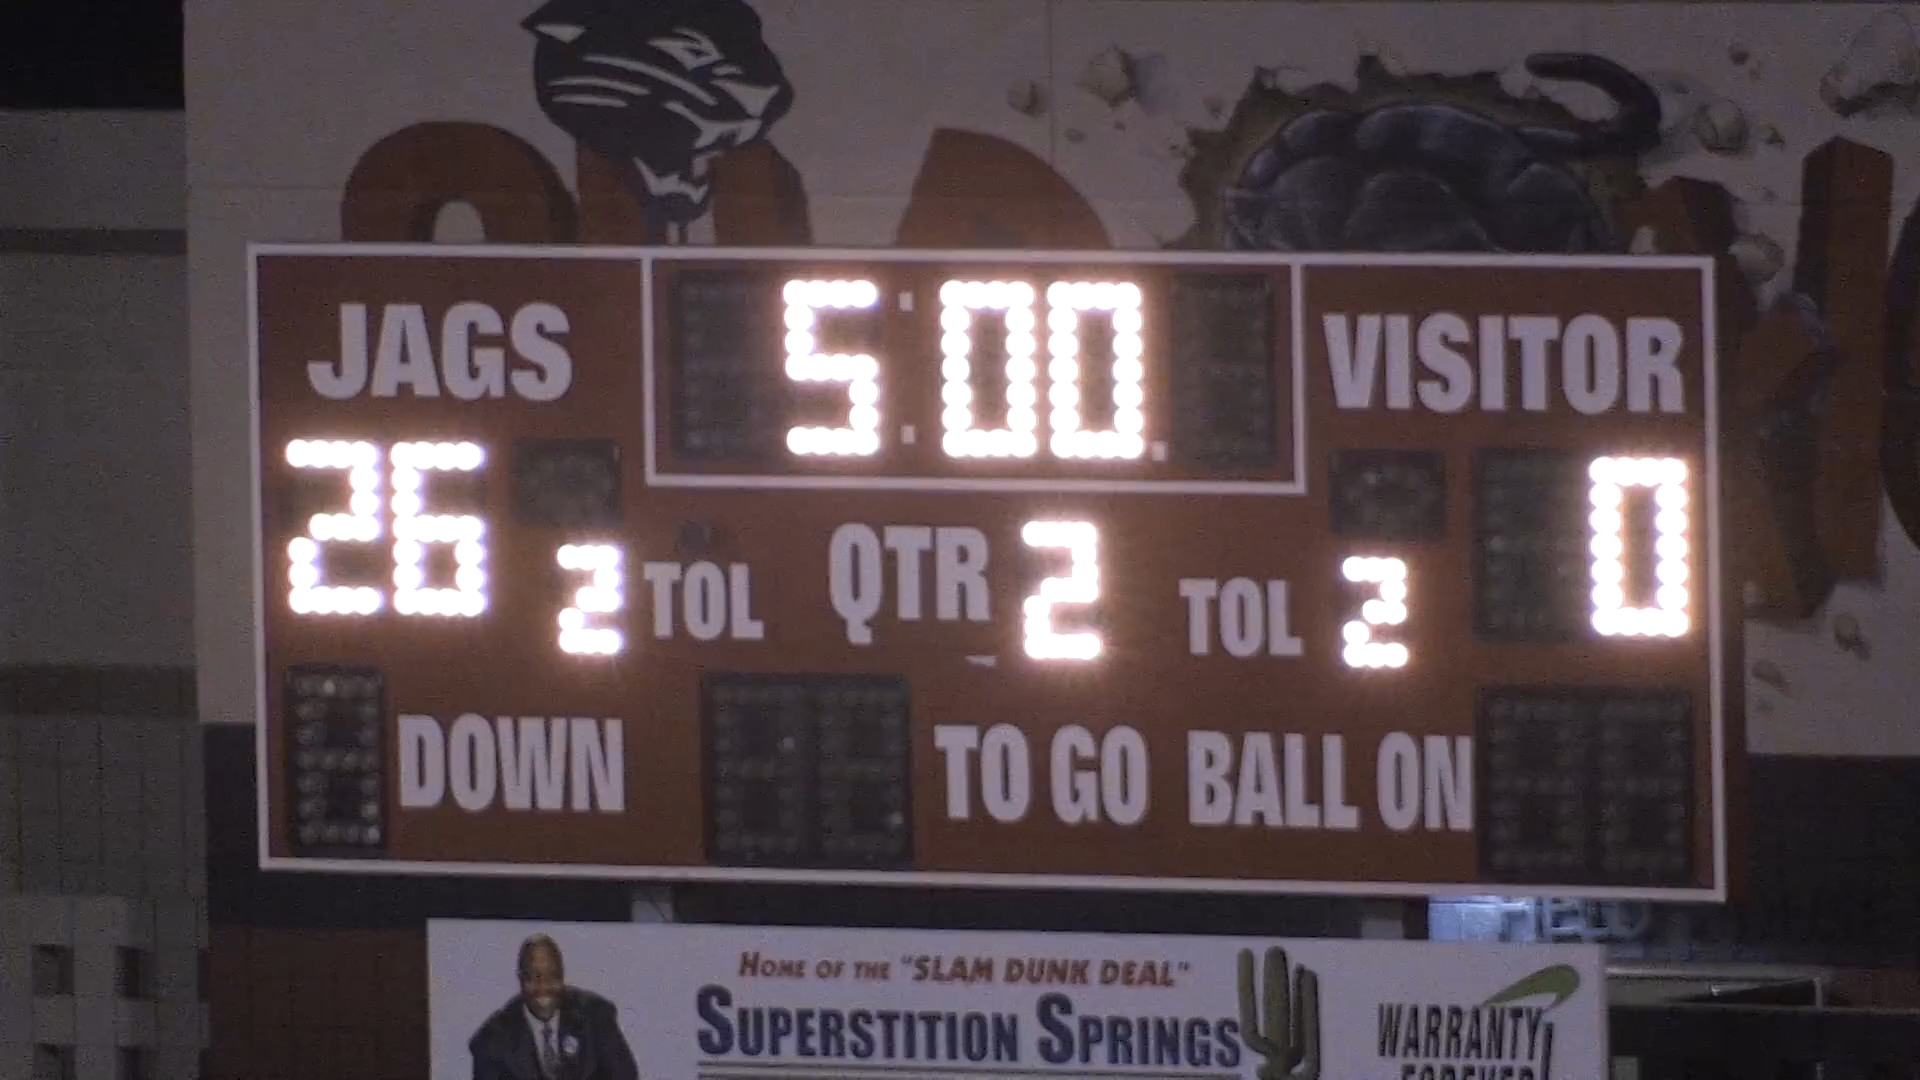 JAGS
5:00
VISITOR
26
2 TOL
QTR 2
TOL 2
0
DOWN
TO GO
BALL ON
HOME OF THE "SLAM DUNK DEAL"
SUPERSTITION SPRINGS
WARRANTY
FOREVER